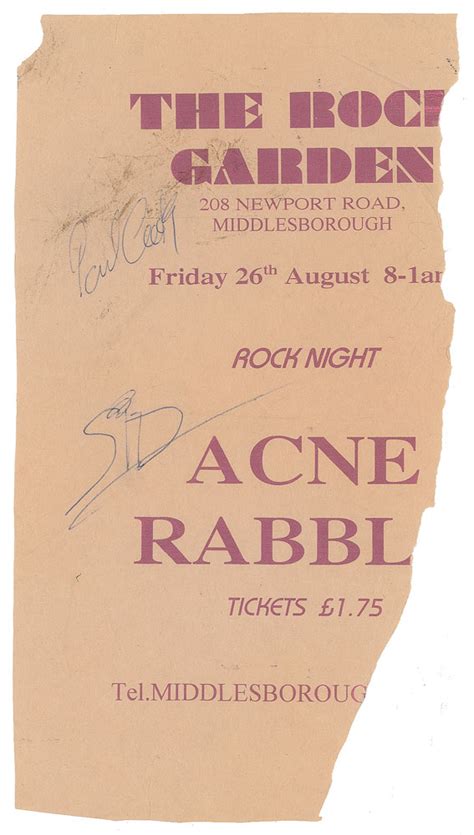 THE ROCK
GARDEN
208 NEWPORT ROAD,
MIDDLESBOROUGH
Paul Cook
Friday 26th August 8-1am
ROCK NIGHT
Sid
ACNE
RABBL
TICKETS £1.75
Tel.MIDDLESBOROUG